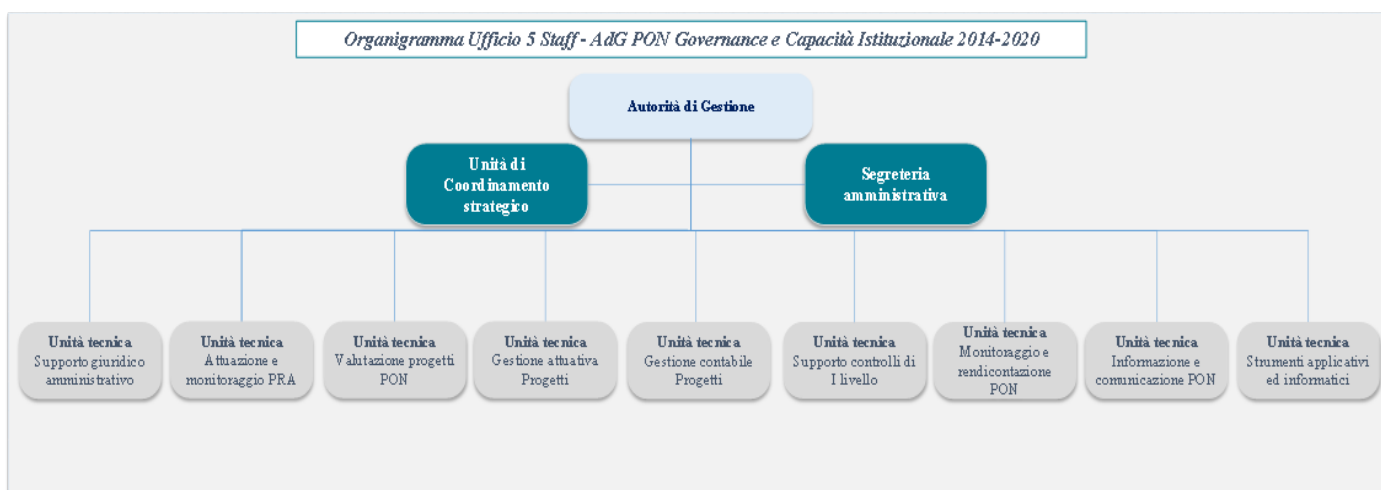 Organigramma Ufficio 5 Staff - AdG PON Governance e Capacità Istituzionale 2014-2020
Autorità di Gestione
Unità di
Coordinamento
strategico
Segreteria
amministrativa
Unità tecnica
Supporto giuridico
amministrativo
Unità tecnica
Attuazione e
monitoraggio PRA
Unità tecnica
Valutazione progetti
PON
Unità tecnica
Gestione attuativa
Progetti
Unità tecnica
Gestione contabile
Progetti
Unità tecnica
Supporto controlli di
I livello
Unità tecnica
Monitoraggio e
rendicontazione
PON
Unità tecnica
Informazione e
comunicazione PON
Unità tecnica
Strumenti applicativi
ed informatici